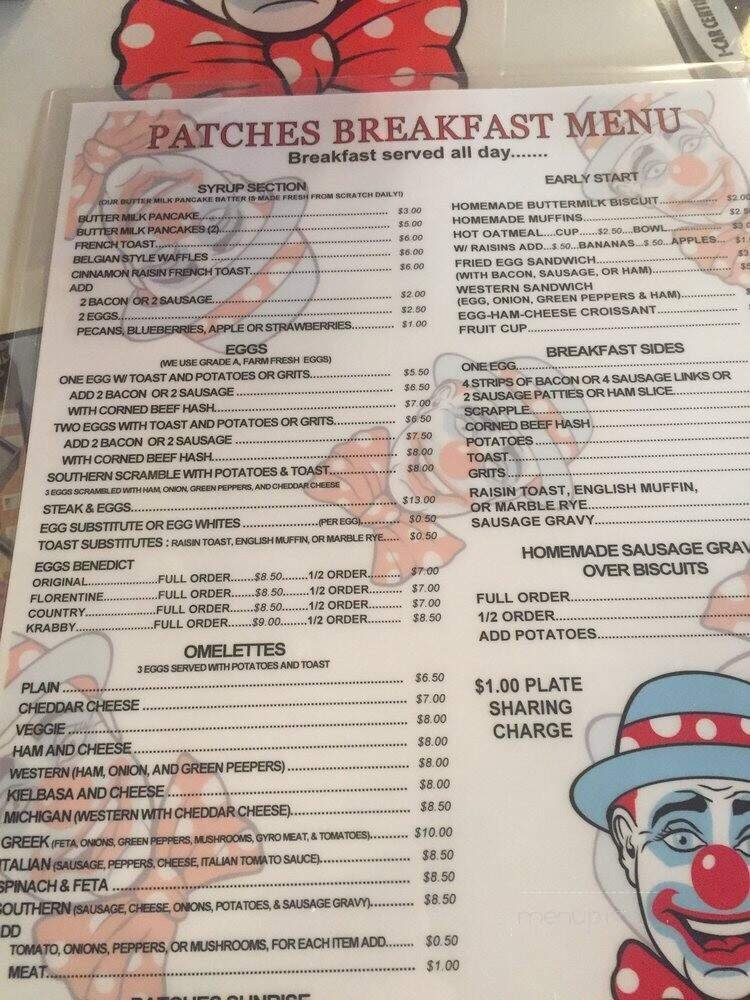 PATCHES BREAKFAST MENU
Breakfast served all day.......
SYRUP SECTION
(OUR BUTTER MILK PANCAKE BATTER IS MADE FRESH FROM SCRATCH DAILY!)
BUTTER MILK PANCAKE................ $3.00
BUTTER MILK PANCAKES (2)................ $5.00
FRENCH TOAST................ $6.00
BELGIAN STYLE WAFFLES ................ $6.00
CINNAMON RAISIN FRENCH TOAST................ $6.00
ADD
2 BACON OR 2 SAUSAGE................ $2.00
2 EGGS................ $2.50
PECANS, BLUEBERRIES, APPLE OR STRAWBERRIES................ $1.00
EGGS
(WE USE GRADE A, FARM FRESH EGGS)
ONE EGG W/ TOAST AND POTATOES OR GRITS................ $5.50
ADD 2 BACON OR 2 SAUSAGE ................ $6.50
WITH CORNED BEEF HASH................ $7.00
TWO EGGS WITH TOAST AND POTATOES OR GRITS................ $6.50
ADD 2 BACON OR 2 SAUSAGE ................ $7.50
WITH CORNED BEEF HASH................ $8.00
SOUTHERN SCRAMBLE WITH POTATOES & TOAST................ $8.00
3 EGGS SCRAMBLED WITH HAM, ONION, GREEN PEPPERS, AND CHEDDAR CHEESE
STEAK & EGGS................ $13.00
EGG SUBSTITUTE OR EGG WHITES ................(PER EGG)......... $0.50
TOAST SUBSTITUTES : RAISIN TOAST, ENGLISH MUFFIN, OR MARBLE RYE..... $0.50
EGGS BENEDICT
ORIGINAL................FULL ORDER......$8.50.......1/2 ORDER......... $7.00
FLORENTINE.............FULL ORDER......$8.50.......1/2 ORDER......... $7.00
COUNTRY................FULL ORDER......$8.50.......1/2 ORDER......... $7.00
KRABBY..................FULL ORDER......$9.00.......1/2 ORDER......... $8.50
OMELETTES
3 EGGS SERVED WITH POTATOES AND TOAST
PLAIN ................ $6.50
CHEDDAR CHEESE ................ $7.00
VEGGIE ................ $8.00
HAM AND CHEESE................ $8.00
WESTERN (HAM, ONION, AND GREEN PEEPERS) ................ $8.00
KIELBASA AND CHEESE ................ $8.00
MICHIGAN (WESTERN WITH CHEDDAR CHEESE)................ $8.50
GREEK (FETA, ONIONS, GREEN PEPPERS, MUSHROOMS, GYRO MEAT, & TOMATOES)......... $10.00
ITALIAN (SAUSAGE, PEPPERS, CHEESE, ITALIAN TOMATO SAUCE)................ $8.50
SPINACH & FETA ................ $8.50
SOUTHERN (SAUSAGE, CHEESE, ONIONS, POTATOES, & SAUSAGE GRAVY)......... $8.50
DD
TOMATO, ONIONS, PEPPERS, OR MUSHROOMS, FOR EACH ITEM ADD....... $0.50
MEAT................ $1.00
PATCHES SUNRISE
EARLY START
HOMEMADE BUTTERMILK BISCUIT................ $2.00
HOMEMADE MUFFINS................
HOT OATMEAL....CUP.....$2.50...BOWL.........
W/ RAISINS ADD...$.50...BANANAS...$.50...APPLES...
FRIED EGG SANDWICH................
(WITH BACON, SAUSAGE, OR HAM)................
WESTERN SANDWICH
(EGG, ONION, GREEN PEPPERS & HAM)................
EGG-HAM-CHEESE CROISSANT................
FRUIT CUP................
BREAKFAST SIDES
ONE EGG................
4 STRIPS OF BACON OR 4 SAUSAGE LINKS OR
2 SAUSAGE PATTIES OR HAM SLICE................
SCRAPPLE................
CORNED BEEF HASH................
POTATOES ................
TOAST................
GRITS................
RAISIN TOAST, ENGLISH MUFFIN,
OR MARBLE RYE................
SAUSAGE GRAVY................
HOMEMADE SAUSAGE GRAV
OVER BISCUITS
FULL ORDER................
1/2 ORDER................
ADD POTATOES................
$1.00 PLATE
SHARING
CHARGE